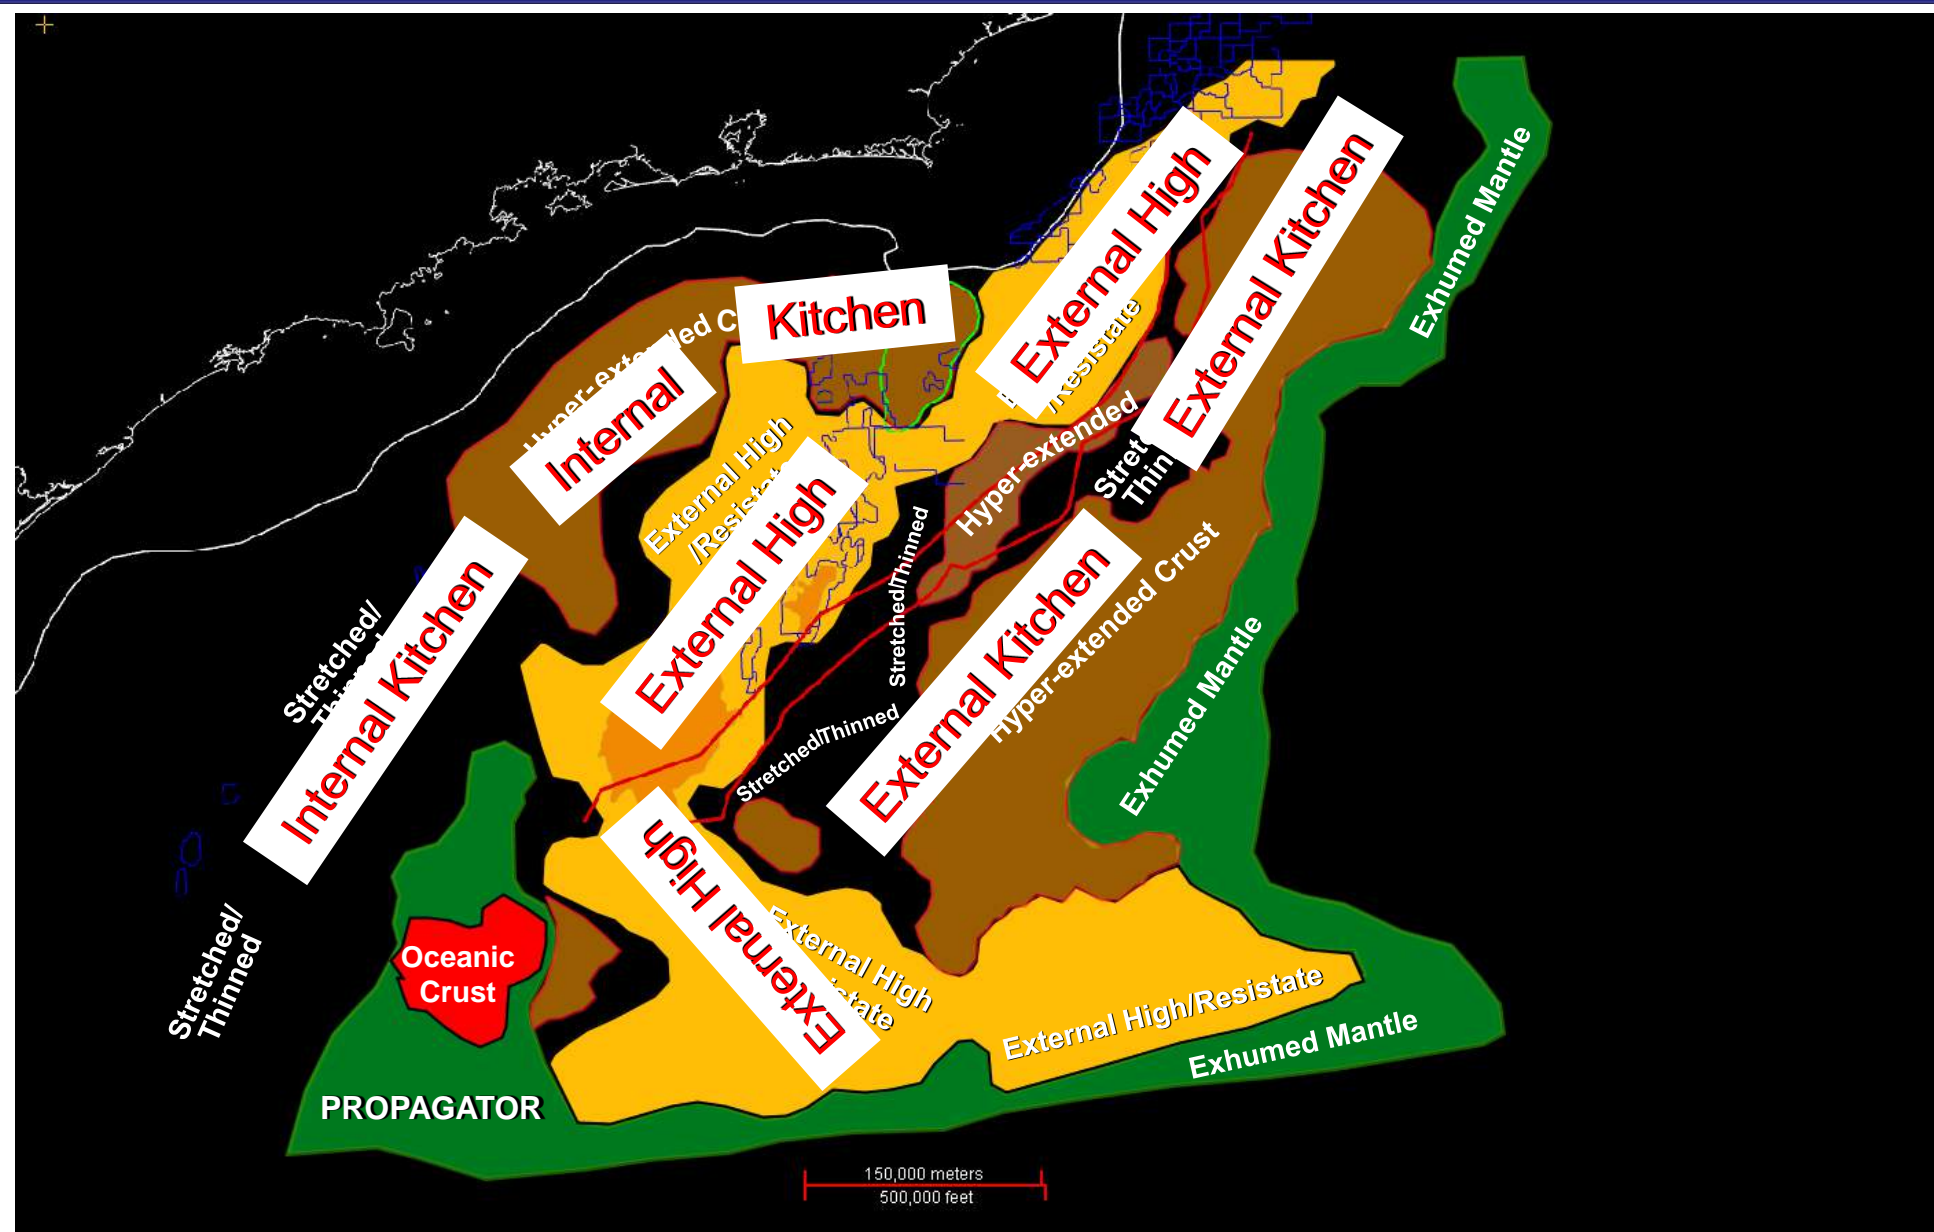 Exhumed Mantle
External High
External Kitchen
Kitchen
Internal
External High
/Resistate
Hyper-extended
External High
External Kitchen
Hyper-extended Crust
Stretched/Thinned
Stretched/Thinned
Stretched/
Internal Kitchen
Exhumed Mantle
External High
External High
Stretched/
Thinned
Oceanic
Crust
External High/Resistate
Exhumed Mantle
PROPAGATOR
150,000 meters
500,000 feet